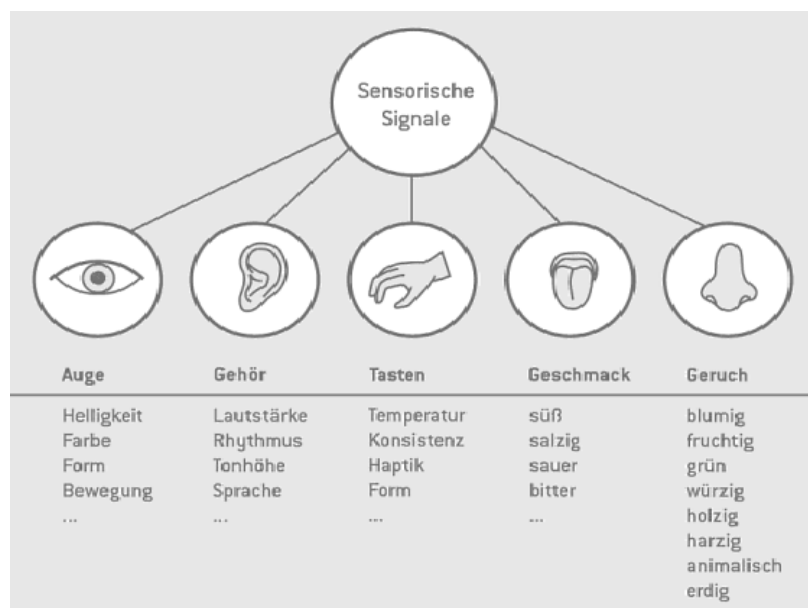 Sensorische
Signale
Auge
Gehör
Tasten
Geschmack
Geruch
Helligkeit
Farbe
Form
Bewegung
...
Lautstärke
Rhythmus
Tonhöhe
Sprache
...
Temperatur
Konsistenz
Haptik
Form
...
süß
salzig
sauer
bitter
...
blumig
fruchtig
grün
würzig
holzig
harzig
animalisch
erdig